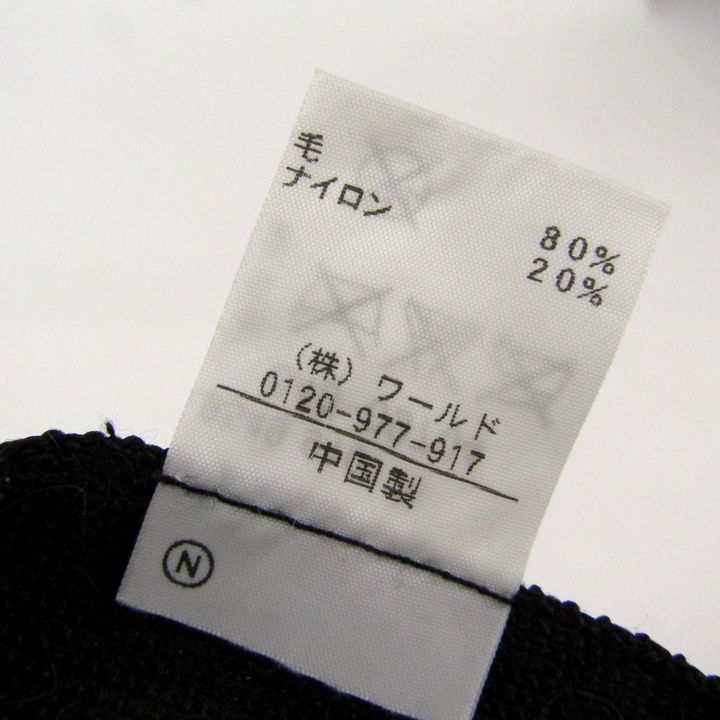 毛
ナイロン
80%
20%
(株) ワールド
0120-977-917
中国製
N